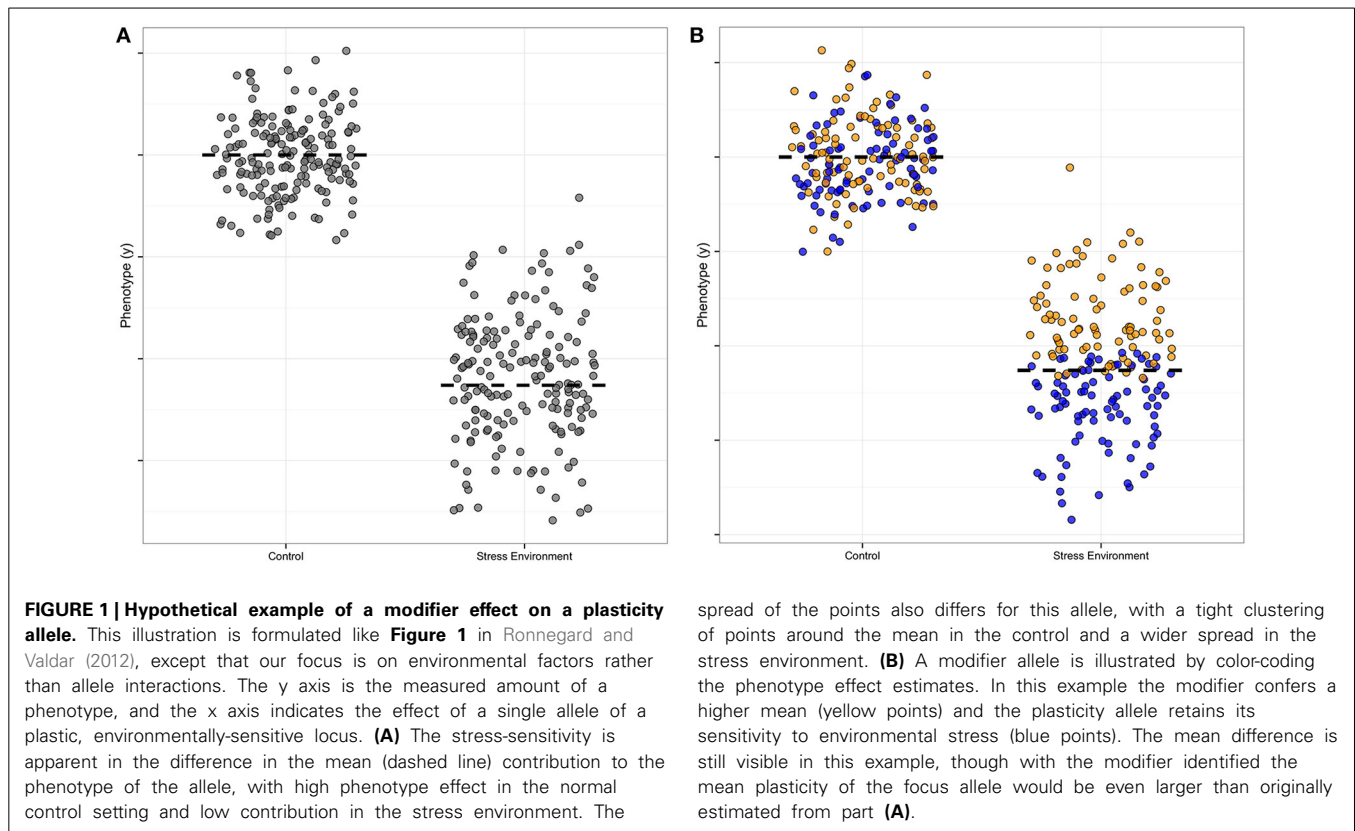 A
B
Phenotype (y)
Phenotype (y)
Control
Stress Environment
Control
Stress Environment
FIGURE 1 | Hypothetical example of a modifier effect on a plasticity
allele. This illustration is formulated like Figure 1 in Ronnegard and
Valdar (2012), except that our focus is on environmental factors rather
than allele interactions. The y axis is the measured amount of a
phenotype, and the x axis indicates the effect of a single allele of a
plastic, environmentally-sensitive locus. (A) The stress-sensitivity is
apparent in the difference in the mean (dashed line) contribution to the
phenotype of the allele, with high phenotype effect in the normal
control setting and low contribution in the stress environment. The
spread of the points also differs for this allele, with a tight clustering
of points around the mean in the control and a wider spread in the
stress environment. (B) A modifier allele is illustrated by color-coding
the phenotype effect estimates. In this example the modifier confers a
higher mean (yellow points) and the plasticity allele retains its
sensitivity to environmental stress (blue points). The mean difference is
still visible in this example, though with the modifier identified the
mean plasticity of the focus allele would be even larger than originally
estimated from part (A).